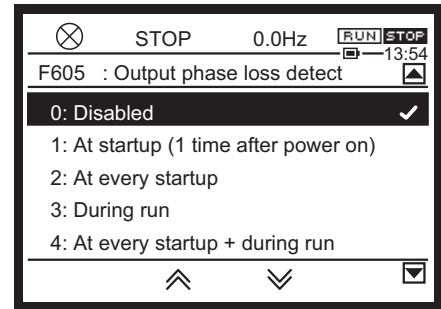 STOP 0.0Hz RUN STOP
13:54
F605 : Output phase loss detect
0: Disabled
1: At startup (1 time after power on)
2: At every startup
3: During run
4: At every startup + during run